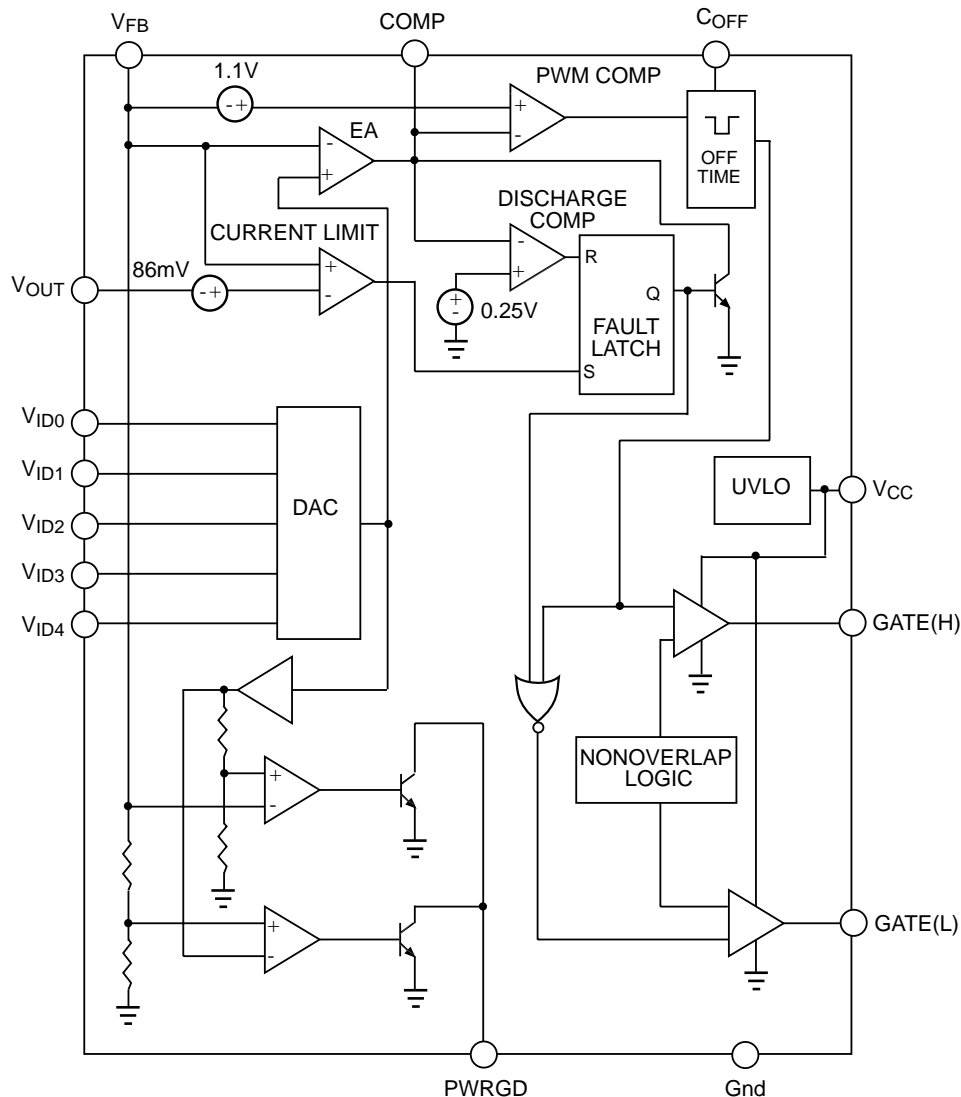 VFB
COMP
COFF
1.1V
PWM COMP
- +
+
-
EA
-
+
OFF
TIME
DISCHARGE
COMP
CURRENT LIMIT
-
+
R
86mV
+
-
VOUT
- +
+
-
0.25V
Q
FAULT
LATCH
S
VID0
VID1
UVLO
VCC
DAC
VID2
VID3
VID4
GATE(H)
NONOVERLAP
LOGIC
+
-
GATE(L)
+
-
PWRGD
Gnd